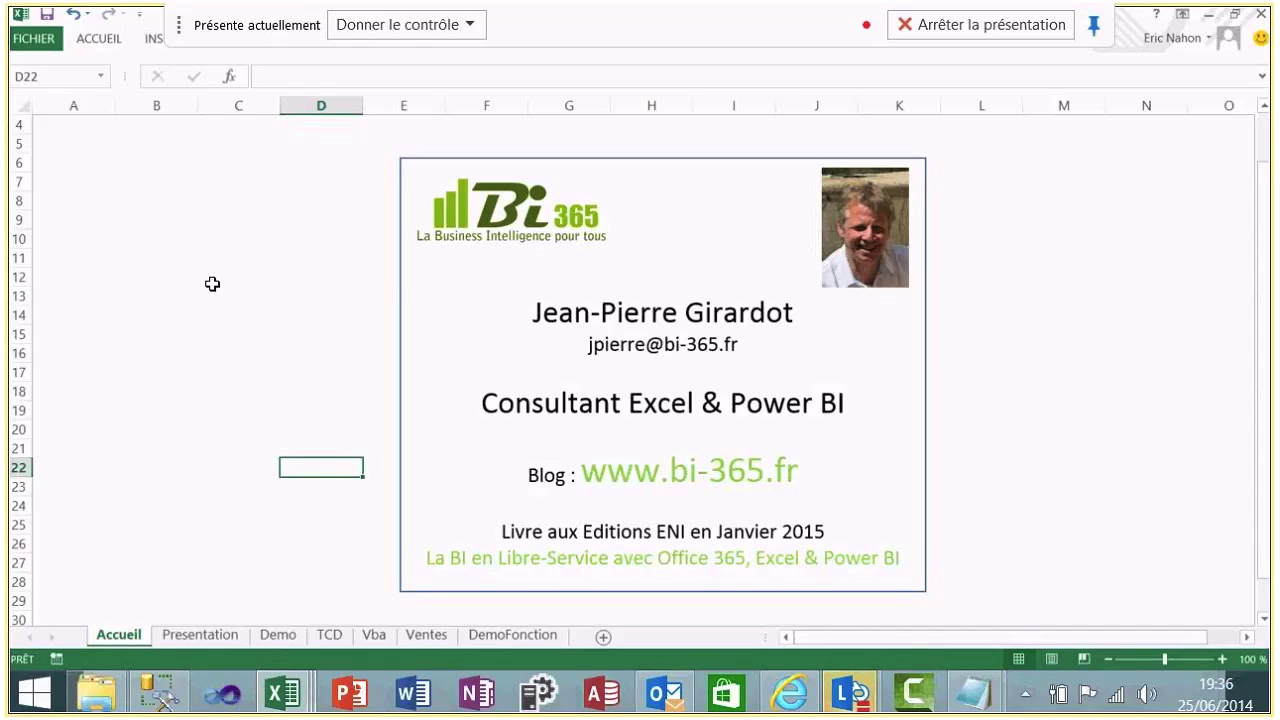 Présente actuellement Donner le contrôle Arrêter la présentation
?
FICHIER ACCUEIL INS Eric Nahon
D22 fx
A B C D E F G H I J K L M N O
4
5
6
7
8
9
10
11
12
13
14
15
16
17
18
19
20
21
22
23
24
25
26
27
28
29
30
Bi 365
La Business Intelligence pour tous
Jean-Pierre Girardot
jpierre@bi-365.fr
Consultant Excel & Power BI
Blog : www.bi-365.fr
Livre aux Editions ENI en Janvier 2015
La BI en Libre-Service avec Office 365, Excel & Power BI
Accueil Presentation Demo TCD Vba Ventes DemoFonction
PRÊT 100 %
19:36
25/06/2014